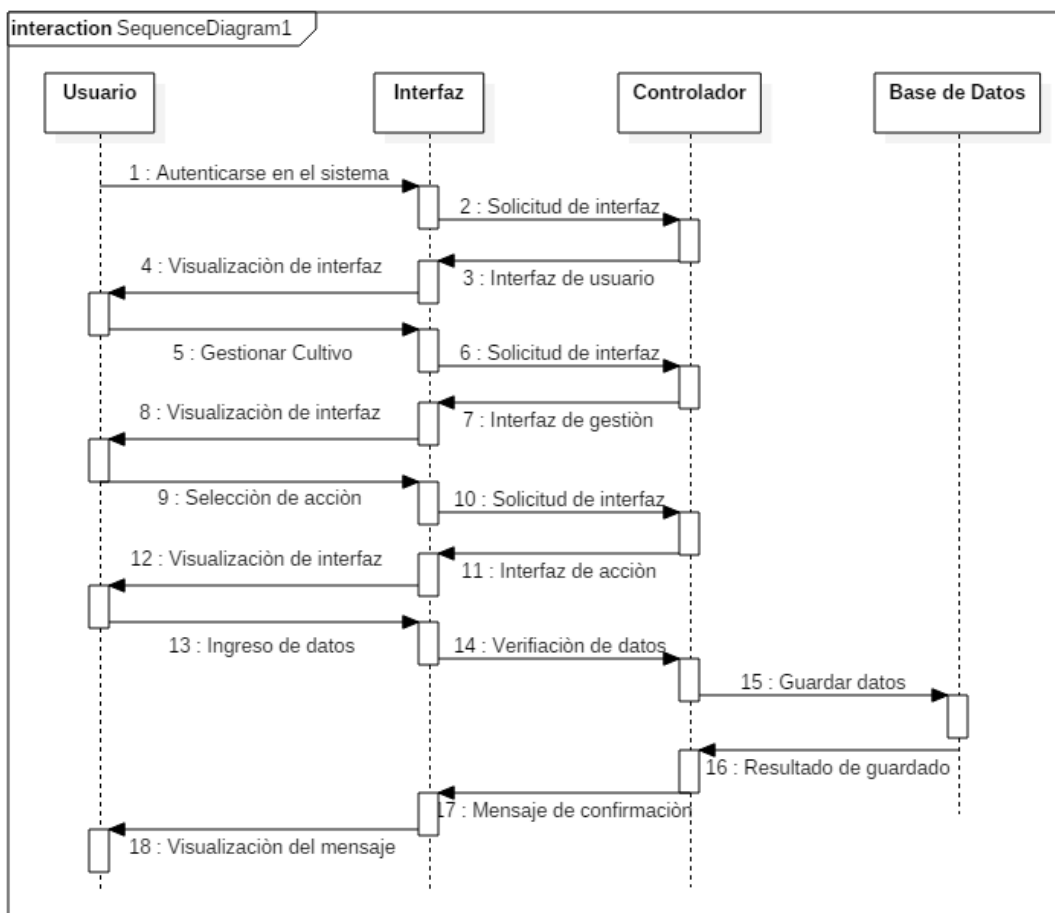 interaction SequenceDiagram1
Usuario
Interfaz
Controlador
Base de Datos
1 : Autenticarse en el sistema
2 : Solicitud de interfaz
3 : Interfaz de usuario
4 : Visualizaciòn de interfaz
5 : Gestionar Cultivo
6 : Solicitud de interfaz
7 : Interfaz de gestiòn
8 : Visualizaciòn de interfaz
9 : Selecciòn de acciòn
10 : Solicitud de interfaz
11 : Interfaz de acciòn
12 : Visualizaciòn de interfaz
13 : Ingreso de datos
14 : Verifiaciòn de datos
15 : Guardar datos
16 : Resultado de guardado
17 : Mensaje de confirmaciòn
18 : Visualizaciòn del mensaje